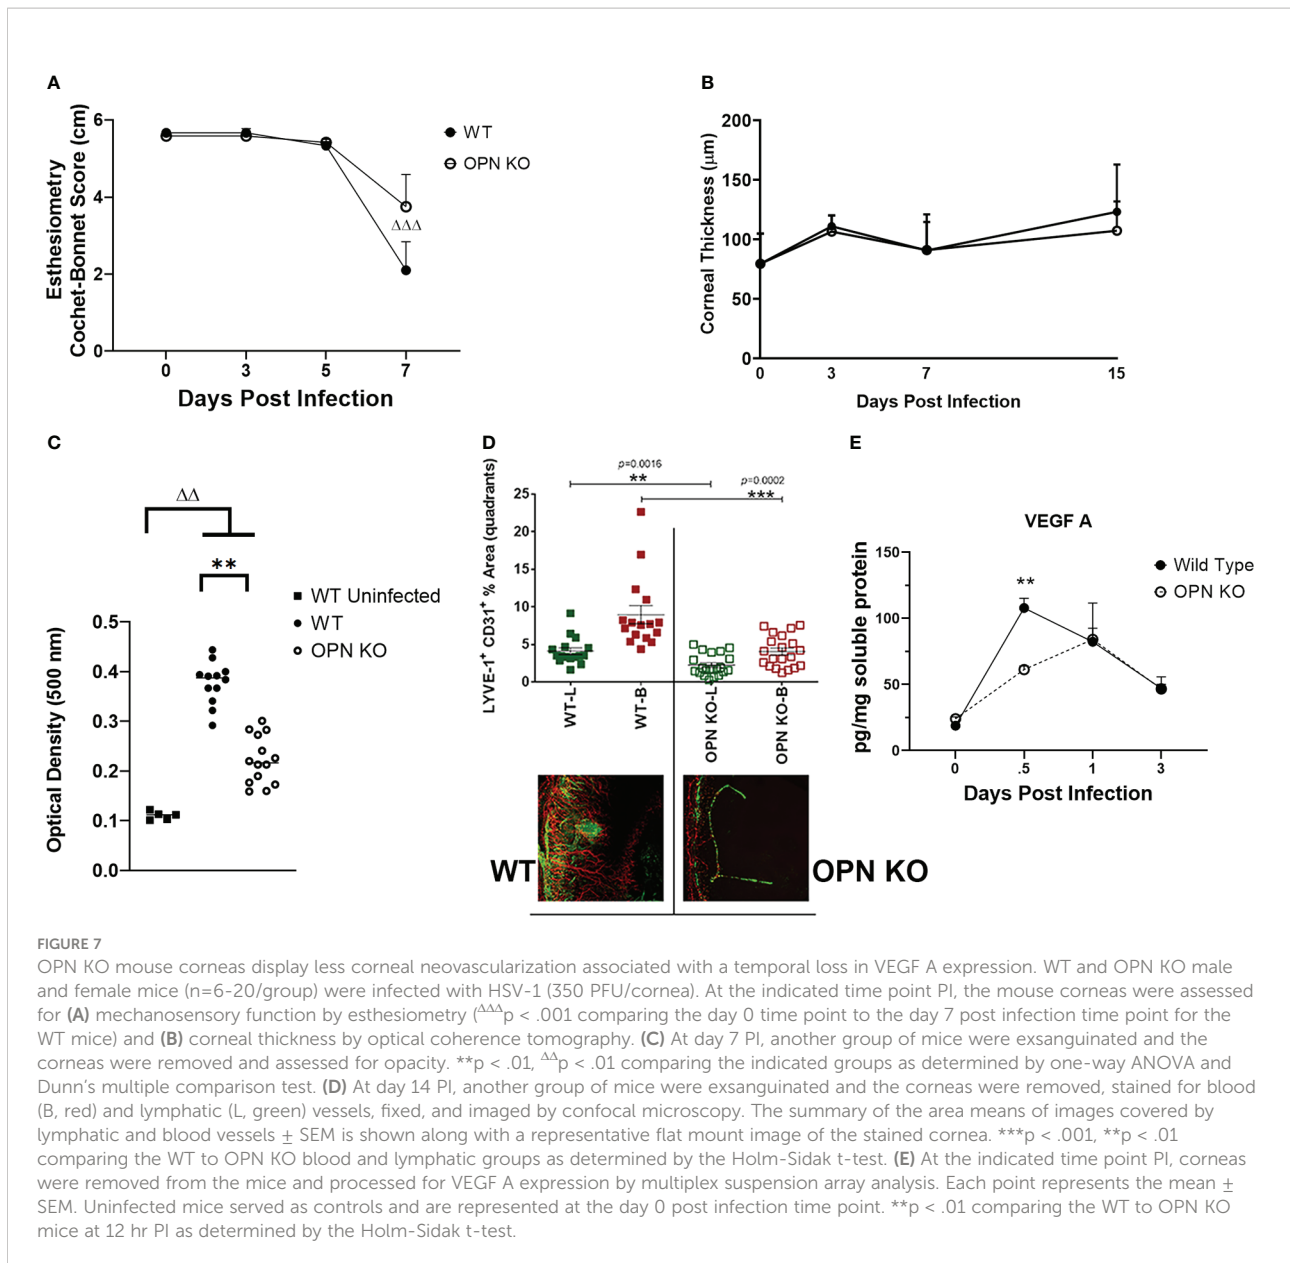 A
6
4
2
0
Esthesiometry
Cochet-Bonnet Score (cm)
WT
OPN KO
ΔΔΔ
0 3 5 7
Days Post Infection
B
200
150
100
50
0
Corneal Thickness (μm)
0 3 7 15
Days Post Infection
C
ΔΔ
**
WT Uninfected
WT
OPN KO
0.5
0.4
0.3
0.2
0.1
0.0
Optical Density (500 nm)
D
p=0.0016
**
p=0.0002
***
25
20
15
10
5
0
LYVE-1+ CD31+ % Area (quadrants)
WT-L
WT-B
OPN KO-L
OPN KO-B
WT
OPN KO
E
VEGF A
150
100
50
0
pg/mg soluble protein
**
Wild Type
OPN KO
0 .5 1 3
Days Post Infection
FIGURE 7
OPN KO mouse corneas display less corneal neovascularization associated with a temporal loss in VEGF A expression. WT and OPN KO male
and female mice (n=6-20/group) were infected with HSV-1 (350 PFU/cornea). At the indicated time point PI, the mouse corneas were assessed
for (A) mechanosensory function by esthesiometry (ΔΔΔp < .001 comparing the day 0 time point to the day 7 post infection time point for the
WT mice) and (B) corneal thickness by optical coherence tomography. (C) At day 7 PI, another group of mice were exsanguinated and the
corneas were removed and assessed for opacity. **p < .01, ΔΔp < .01 comparing the indicated groups as determined by one-way ANOVA and
Dunn's multiple comparison test. (D) At day 14 PI, another group of mice were exsanguinated and the corneas were removed, stained for blood
(B, red) and lymphatic (L, green) vessels, fixed, and imaged by confocal microscopy. The summary of the area means of images covered by
lymphatic and blood vessels ± SEM is shown along with a representative flat mount image of the stained cornea. ***p < .001, **p < .01
comparing the WT to OPN KO blood and lymphatic groups as determined by the Holm-Sidak t-test. (E) At the indicated time point PI, corneas
were removed from the mice and processed for VEGF A expression by multiplex suspension array analysis. Each point represents the mean ±
SEM. Uninfected mice served as controls and are represented at the day 0 post infection time point. **p < .01 comparing the WT to OPN KO
mice at 12 hr PI as determined by the Holm-Sidak t-test.